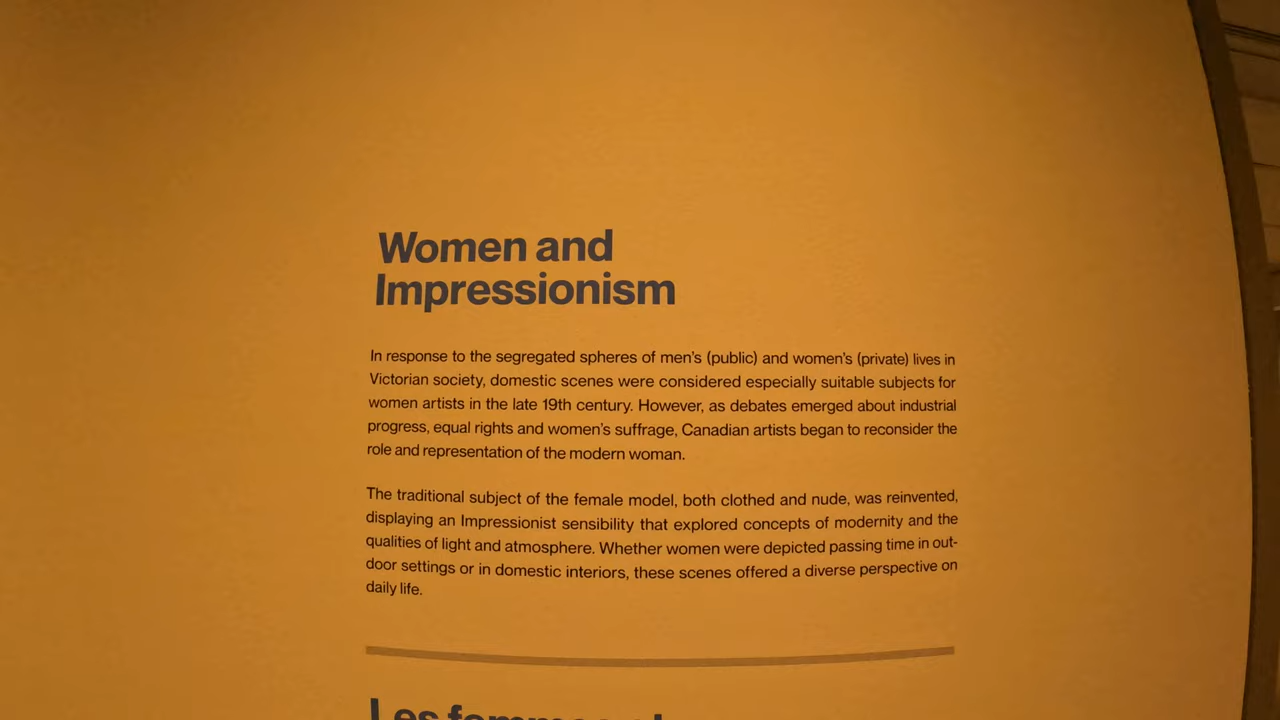 Women and
Impressionism
In response to the segregated spheres of men's (public) and women's (private) lives in
Victorian society, domestic scenes were considered especially suitable subjects for
women artists in the late 19th century. However, as debates emerged about industrial
progress, equal rights and women's suffrage, Canadian artists began to reconsider the
role and representation of the modern woman.
The traditional subject of the female model, both clothed and nude, was reinvented,
displaying an Impressionist sensibility that explored concepts of modernity and the
qualities of light and atmosphere. Whether women were depicted passing time in out-
door settings or in domestic interiors, these scenes offered a diverse perspective on
daily life.
Les femmes